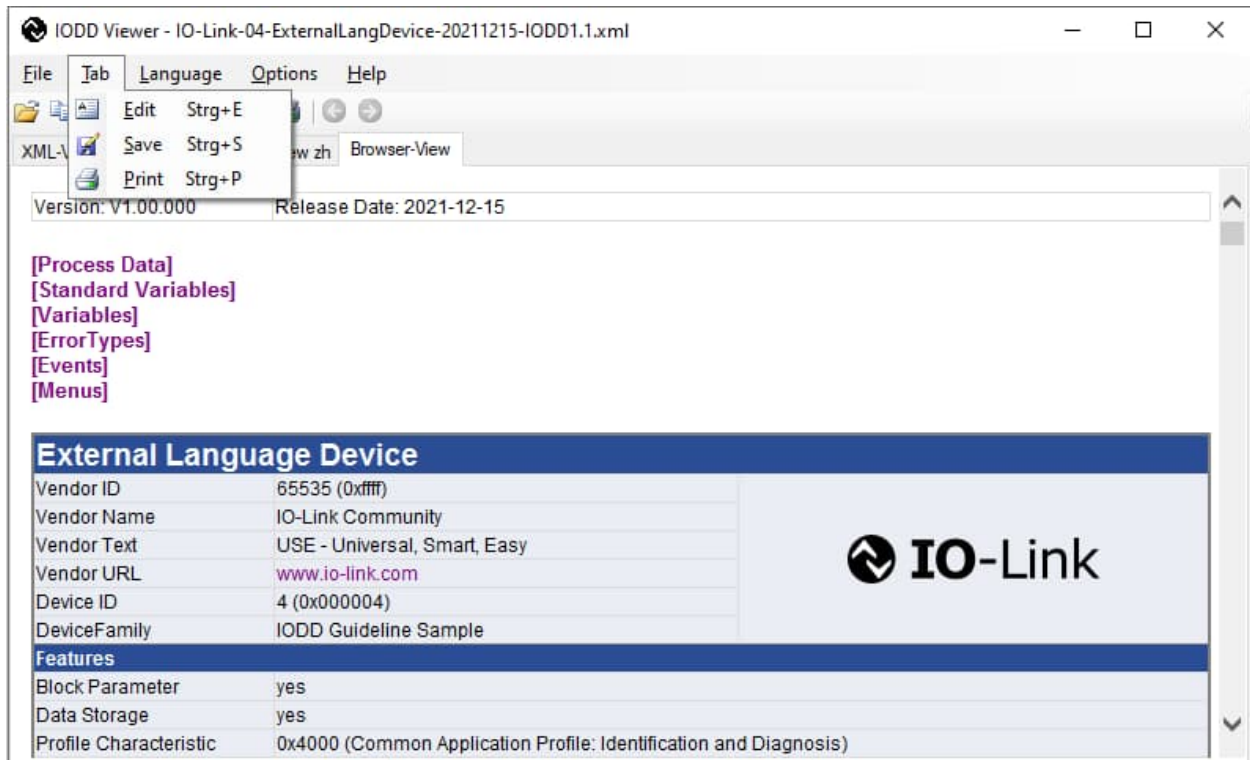 IODD Viewer - IO-Link-04-ExternalLangDevice-20211215-IODD1.1.xml
File Tab Language Options Help
Edit Strg+E
Save Strg+S
Print Strg+P
zh Browser-View
Version: V1.00.000 Release Date: 2021-12-15
[Process Data]
[Standard Variables]
[Variables]
[ErrorTypes]
[Events]
[Menus]
External Language Device
Vendor ID 65535 (0xffff)
Vendor Name IO-Link Community
Vendor Text USE - Universal, Smart, Easy
Vendor URL www.io-link.com
Device ID 4 (0x000004)
DeviceFamily IODD Guideline Sample
IO-Link
Features
Block Parameter yes
Data Storage yes
Profile Characteristic 0x4000 (Common Application Profile: Identification and Diagnosis)